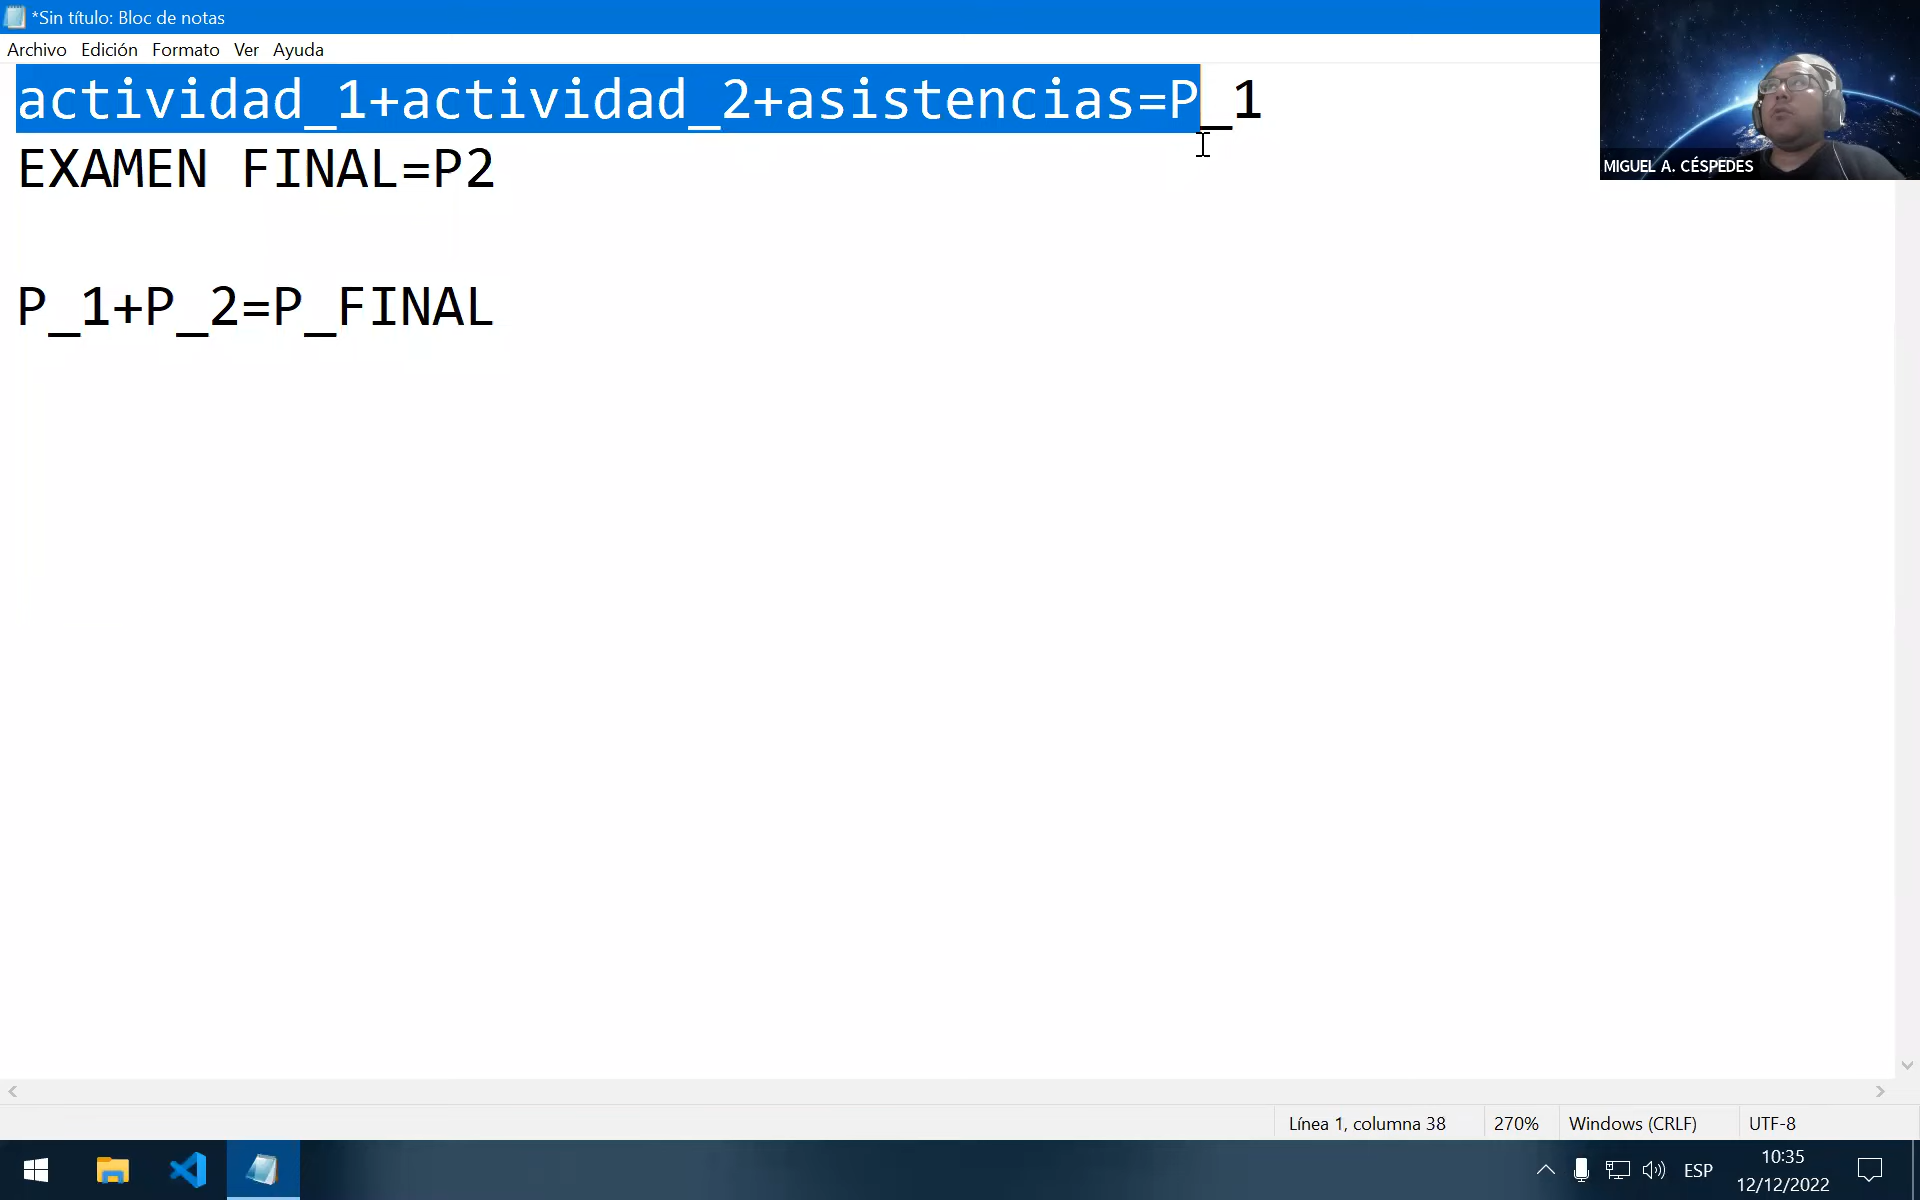 *Sin título: Bloc de notas
Archivo Edición Formato Ver Ayuda
actividad_1+actividad_2+asistencias=P_1
EXAMEN FINAL=P2
P_1+P_2=P_FINAL
MIGUEL A. CÉSPEDES
Línea 1, columna 38 270% Windows (CRLF) UTF-8
ESP
10:35
12/12/2022